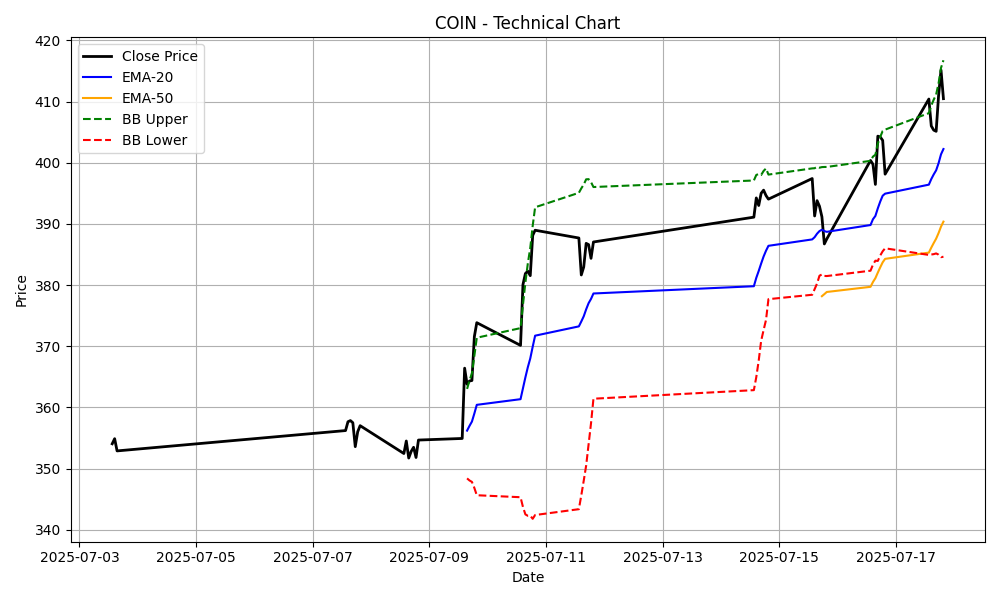 COIN - Technical Chart
Close Price
EMA-20
EMA-50
BB Upper
BB Lower
420
410
400
390
380
370
360
350
340
Price
2025-07-03 2025-07-05 2025-07-07 2025-07-09 2025-07-11 2025-07-13 2025-07-15 2025-07-17
Date